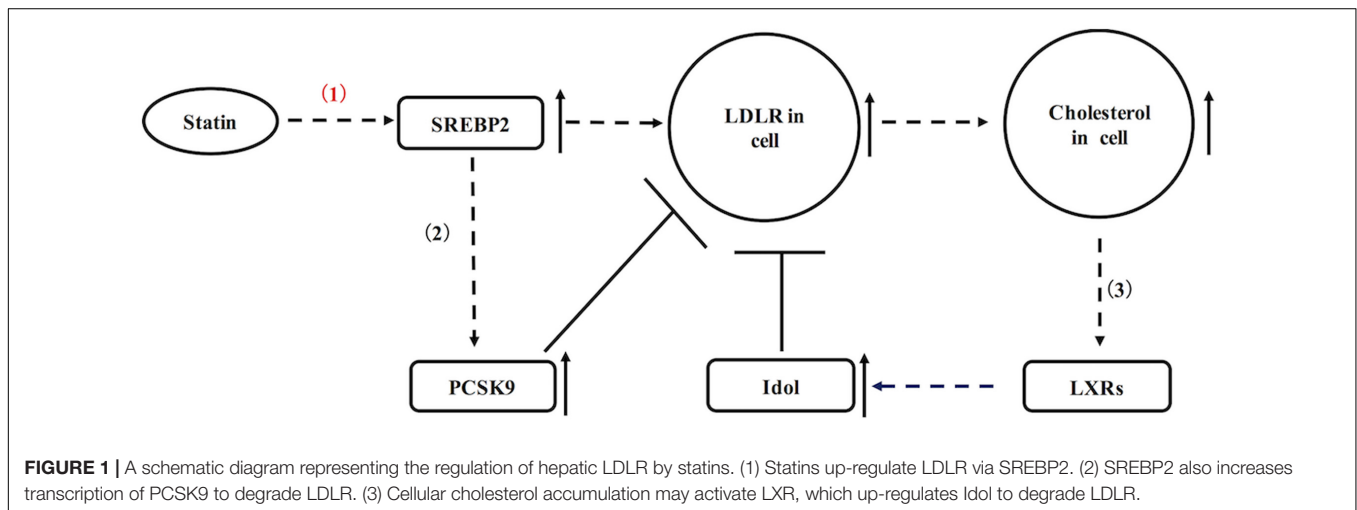 (1)
Statin
SREBP2
LDLR in
cell
Cholesterol
in cell
(2)
(3)
PCSK9
Idol
LXRs
FIGURE 1 | A schematic diagram representing the regulation of hepatic LDLR by statins. (1) Statins up-regulate LDLR via SREBP2. (2) SREBP2 also increases
transcription of PCSK9 to degrade LDLR. (3) Cellular cholesterol accumulation may activate LXR, which up-regulates Idol to degrade LDLR.